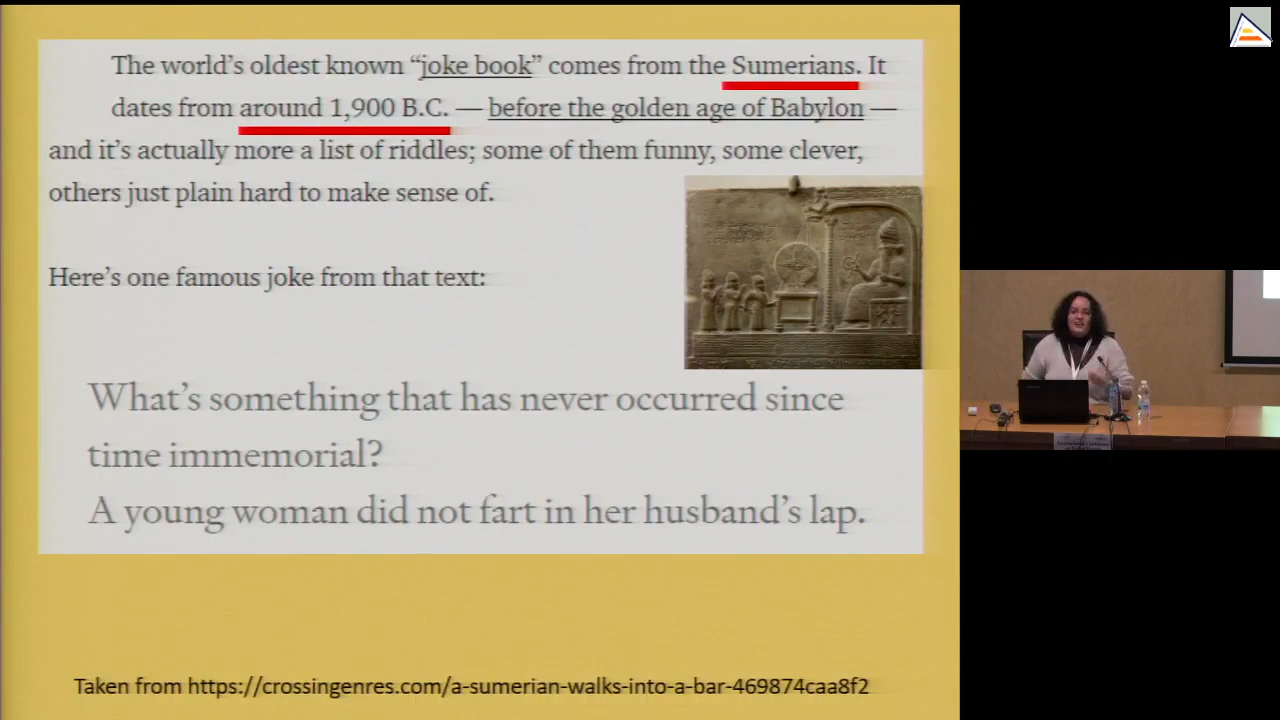 The world's oldest known “joke book” comes from the Sumerians. It
dates from around 1,900 B.C. — before the golden age of Babylon —
and it's actually more a list of riddles; some of them funny, some clever,
others just plain hard to make sense of.
Here's one famous joke from that text:
What's something that has never occurred since
time immemorial?
A young woman did not fart in her husband's lap.
Taken from https://crossingenres.com/a-sumerian-walks-into-a-bar-469874caa8f2